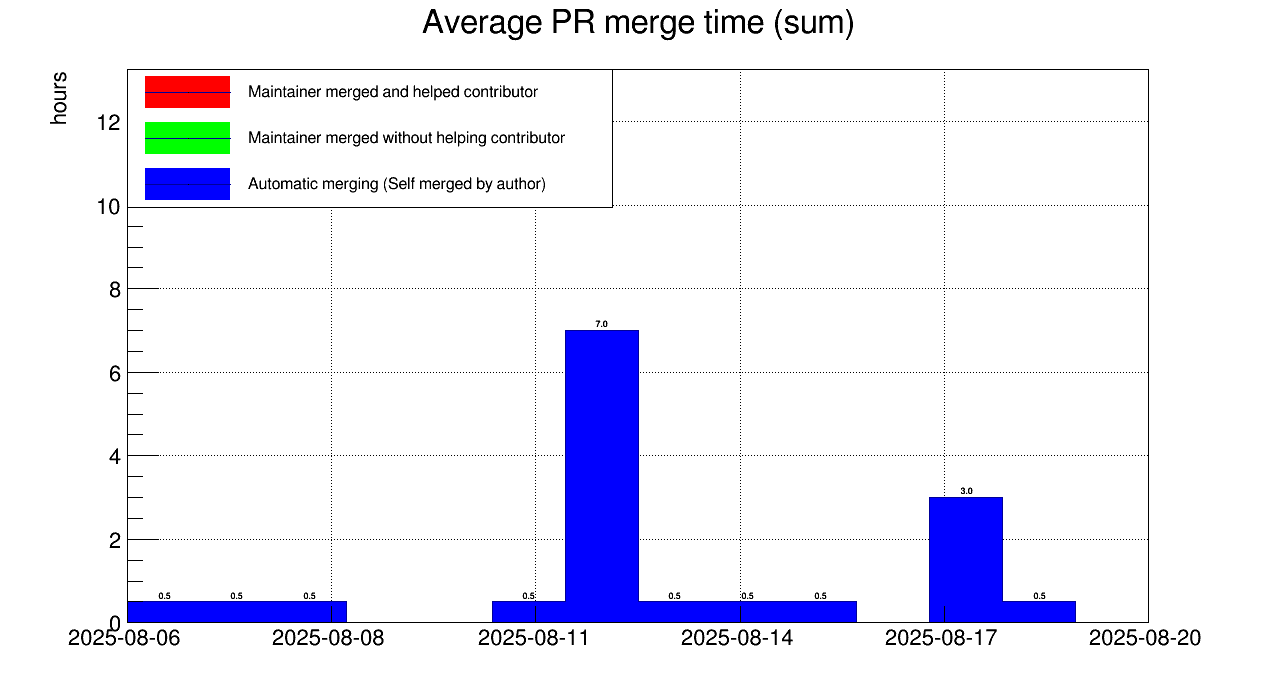 Average PR merge time (sum)
hours
Maintainer merged and helped contributor
Maintainer merged without helping contributor
Automatic merging (Self merged by author)
12
10
8
6
4
2
0
7.0
3.0
0.5 0.5 0.5 0.5 0.5 0.5 0.5 0.5
2025-08-06 2025-08-08 2025-08-11 2025-08-14 2025-08-17 2025-08-20